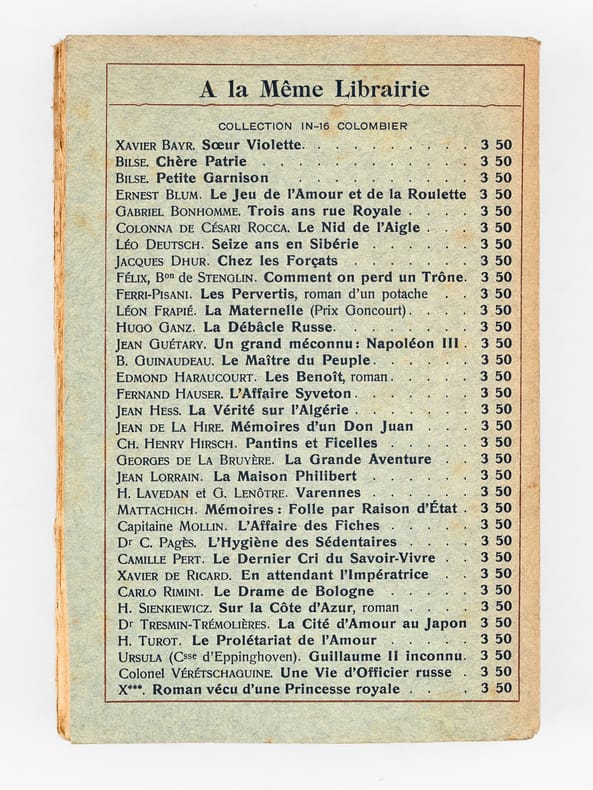 A la Même Librairie
COLLECTION IN-16 COLOMBIER
XAVIER BAYR. Sœur Violette. . . . . . . . . . 3 50
BILSE. Chère Patrie . . . . . . . . . . . . . 3 50
BILSE. Petite Garnison . . . . . . . . . . . 3 50
ERNEST BLUM. Le Jeu de l'Amour et de la Roulette 3 50
GABRIEL BONHOMME. Trois ans rue Royale . . . . 3 50
COLONNA DE CÉSARI ROCCA. Le Nid de l'Aigle . . . 3 50
LÉO DEUTSCH. Seize ans en Sibérie . . . . . . . 3 50
JACQUES DHUR. Chez les Forçats . . . . . . . . 3 50
FÉLIX, Bon de STENGLIN. Comment on perd un Trône. 3 50
FERRI-PISANI. Les Pervertis, roman d'un potache . . 3 50
LÉON FRAPIÉ. La Maternelle (Prix Goncourt). . . . 3 50
HUGO GANZ. La Débâcle Russe. . . . . . . . . 3 50
JEAN GUÉTARY. Un grand méconnu: Napoléon III . 3 50
B. GUINAUDEAU. Le Maître du Peuple. . . . . . 3 50
EDMOND HARAUCOURT. Les Benoît, roman . . . . . 3 50
FERNAND HAUSER. L'Affaire Syveton . . . . . . . 3 50
JEAN HESS. La Vérité sur l'Algérie . . . . . . . 3 50
JEAN DE LA HIRE. Mémoires d'un Don Juan . . . . 3 50
CH. HENRY HIRSCH. Pantins et Ficelles . . . . . . 3 50
GEORGES DE LA BRUYÈRE. La Grande Aventure . . 3 50
JEAN LORRAIN. La Maison Philibert . . . . . . . 3 50
H. LAVEDAN et G. LENÔTRE. Varennes . . . . . . 3 50
MATTACHICH. Mémoires: Folle par Raison d'État . 3 50
Capitaine MOLLIN. L'Affaire des Fiches . . . . . 3 50
Dr C. PAGÈS. L'Hygiène des Sédentaires . . . . 3 50
CAMILLE PERT. Le Dernier Cri du Savoir-Vivre . . 3 50
XAVIER DE RICARD. En attendant l'Impératrice . . 3 50
CARLO RIMINI. Le Drame de Bologne . . . . . . 3 50
H. SIENKIEWICZ. Sur la Côte d'Azur, roman . . . . 3 50
Dr TRESMIN-TRÉMOLIÈRES. La Cité d'Amour au Japon 3 50
H. TUROT. Le Prolétariat de l'Amour . . . . . 3 50
URSULA (Csse d'Eppinghoven). Guillaume II inconnu. 3 50
Colonel VÉRÉTSCHAGUINE. Une Vie d'Officier russe . 3 50
X***. Roman vécu d'une Princesse royale . . . . 3 50